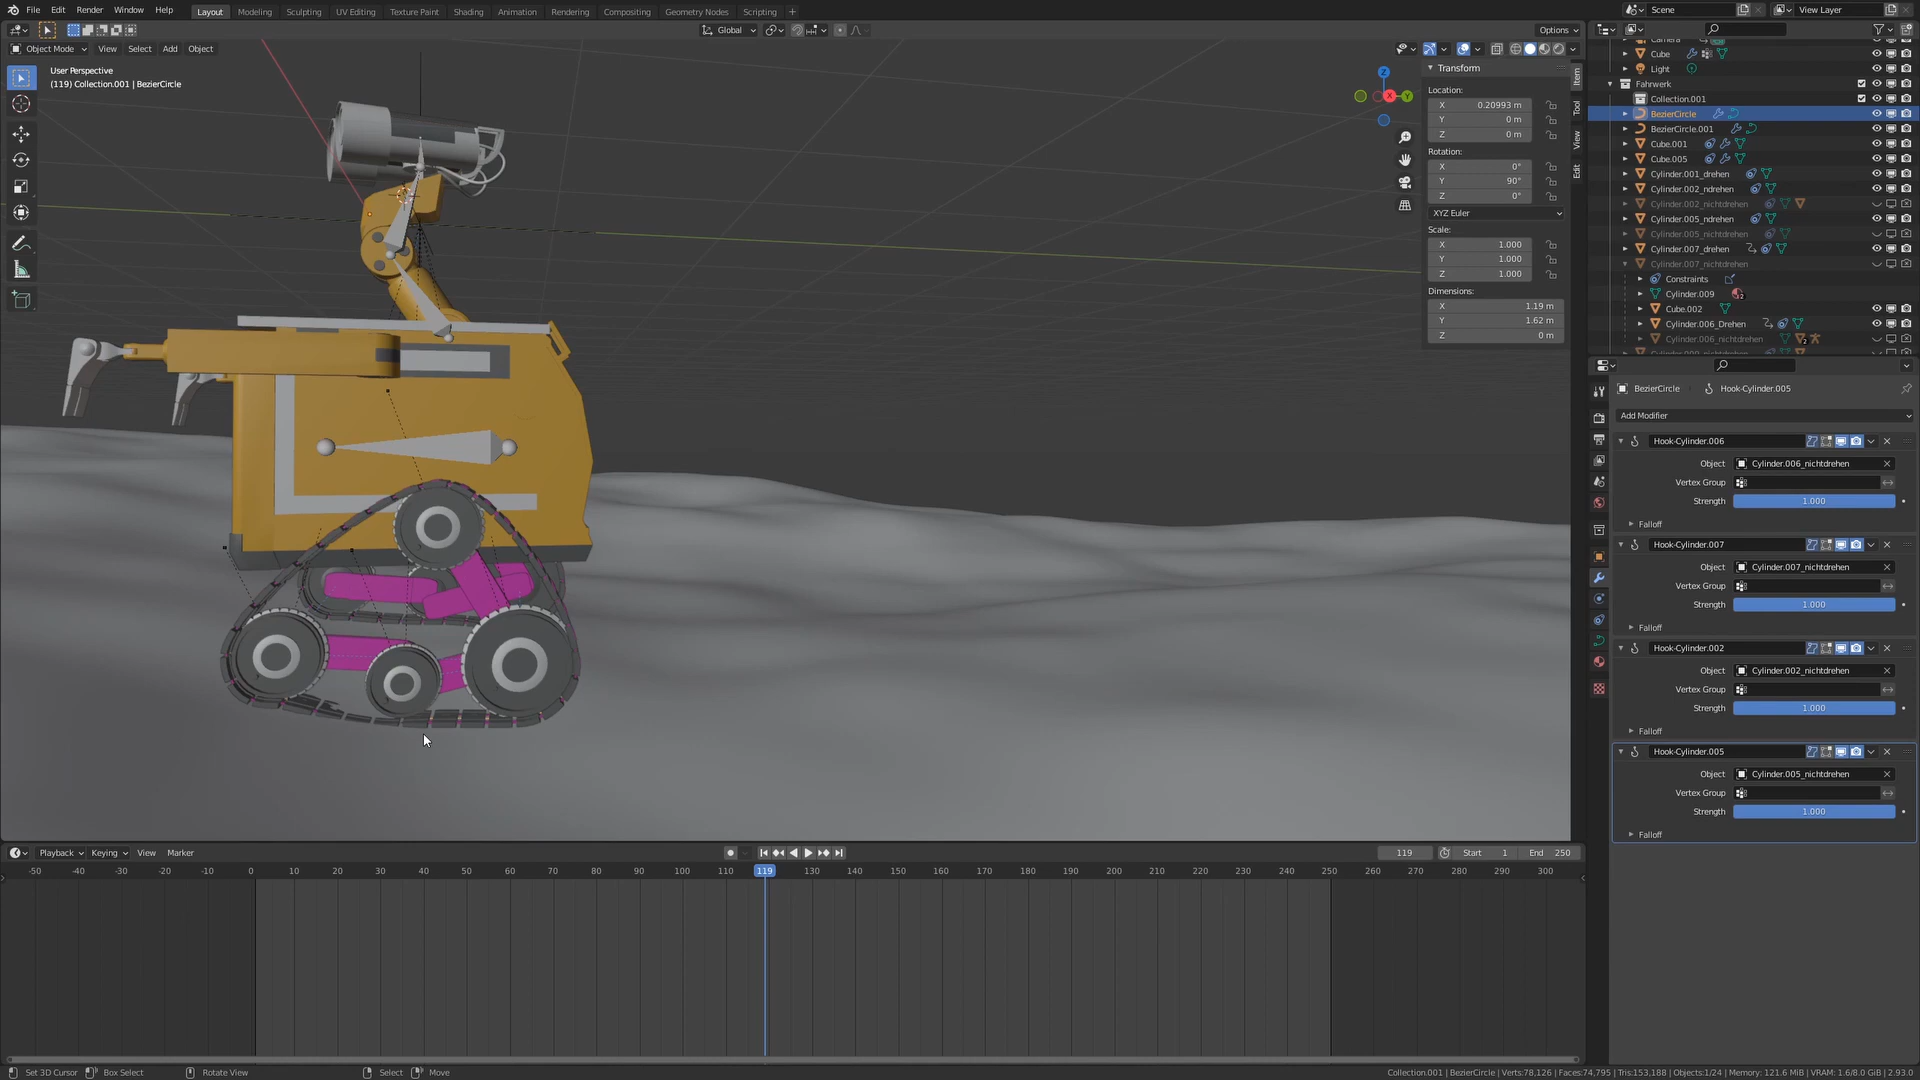 File Edit Render Window Help Layout Modeling Sculpting UV Editing Texture Paint Shading Animation Rendering Compositing Geometry Nodes Scripting + Scene View Layer
Global Options
Object Mode View Select Add Object
User Perspective
(119) Collection.001 | BezierCircle
Z
X
Y
Transform
Location:
X 0.20993 m
Y 0 m
Z 0 m
Rotation:
X 0°
Y 90°
Z 0°
XYZ Euler
Scale:
X 1.000
Y 1.000
Z 1.000
Dimensions:
X 1.19 m
Y 1.62 m
Z 0 m
Item
Tool
View
Edit
Camera
Cube
Light
Fahrwerk
Collection.001
BezierCircle
BezierCircle.001
Cube.001
Cube.005
Cylinder.001_drehen
Cylinder.002_ndrehen
Cylinder.002_nichtdrehen
Cylinder.005_ndrehen
Cylinder.005_nichtdrehen
Cylinder.007_drehen
Cylinder.007_nichtdrehen
Constraints
Cylinder.009 2
Cube.002
Cylinder.006_Drehen
Cylinder.006_nichtdrehen 2
BezierCircle Hook-Cylinder.005
Add Modifier
Hook-Cylinder.006
Object Cylinder.006_nichtdrehen
Vertex Group
Strength 1.000
Falloff
Hook-Cylinder.007
Object Cylinder.007_nichtdrehen
Vertex Group
Strength 1.000
Falloff
Hook-Cylinder.002
Object Cylinder.002_nichtdrehen
Vertex Group
Strength 1.000
Falloff
Hook-Cylinder.005
Object Cylinder.005_nichtdrehen
Vertex Group
Strength 1.000
Falloff
Playback Keying View Marker 119 Start 1 End 250
-50 -40 -30 -20 -10 0 10 20 30 40 50 60 70 80 90 100 110 119 130 140 150 160 170 180 190 200 210 220 230 240 250 260 270 280 290 300
Set 3D Cursor Box Select Rotate View Select Move Collection.001 | BezierCircle | Verts:78,126 | Faces:74,795 | Tris:153,188 | Objects:1/24 | Memory: 121.6 MiB | VRAM: 1.6/8.0 GiB | 2.93.0